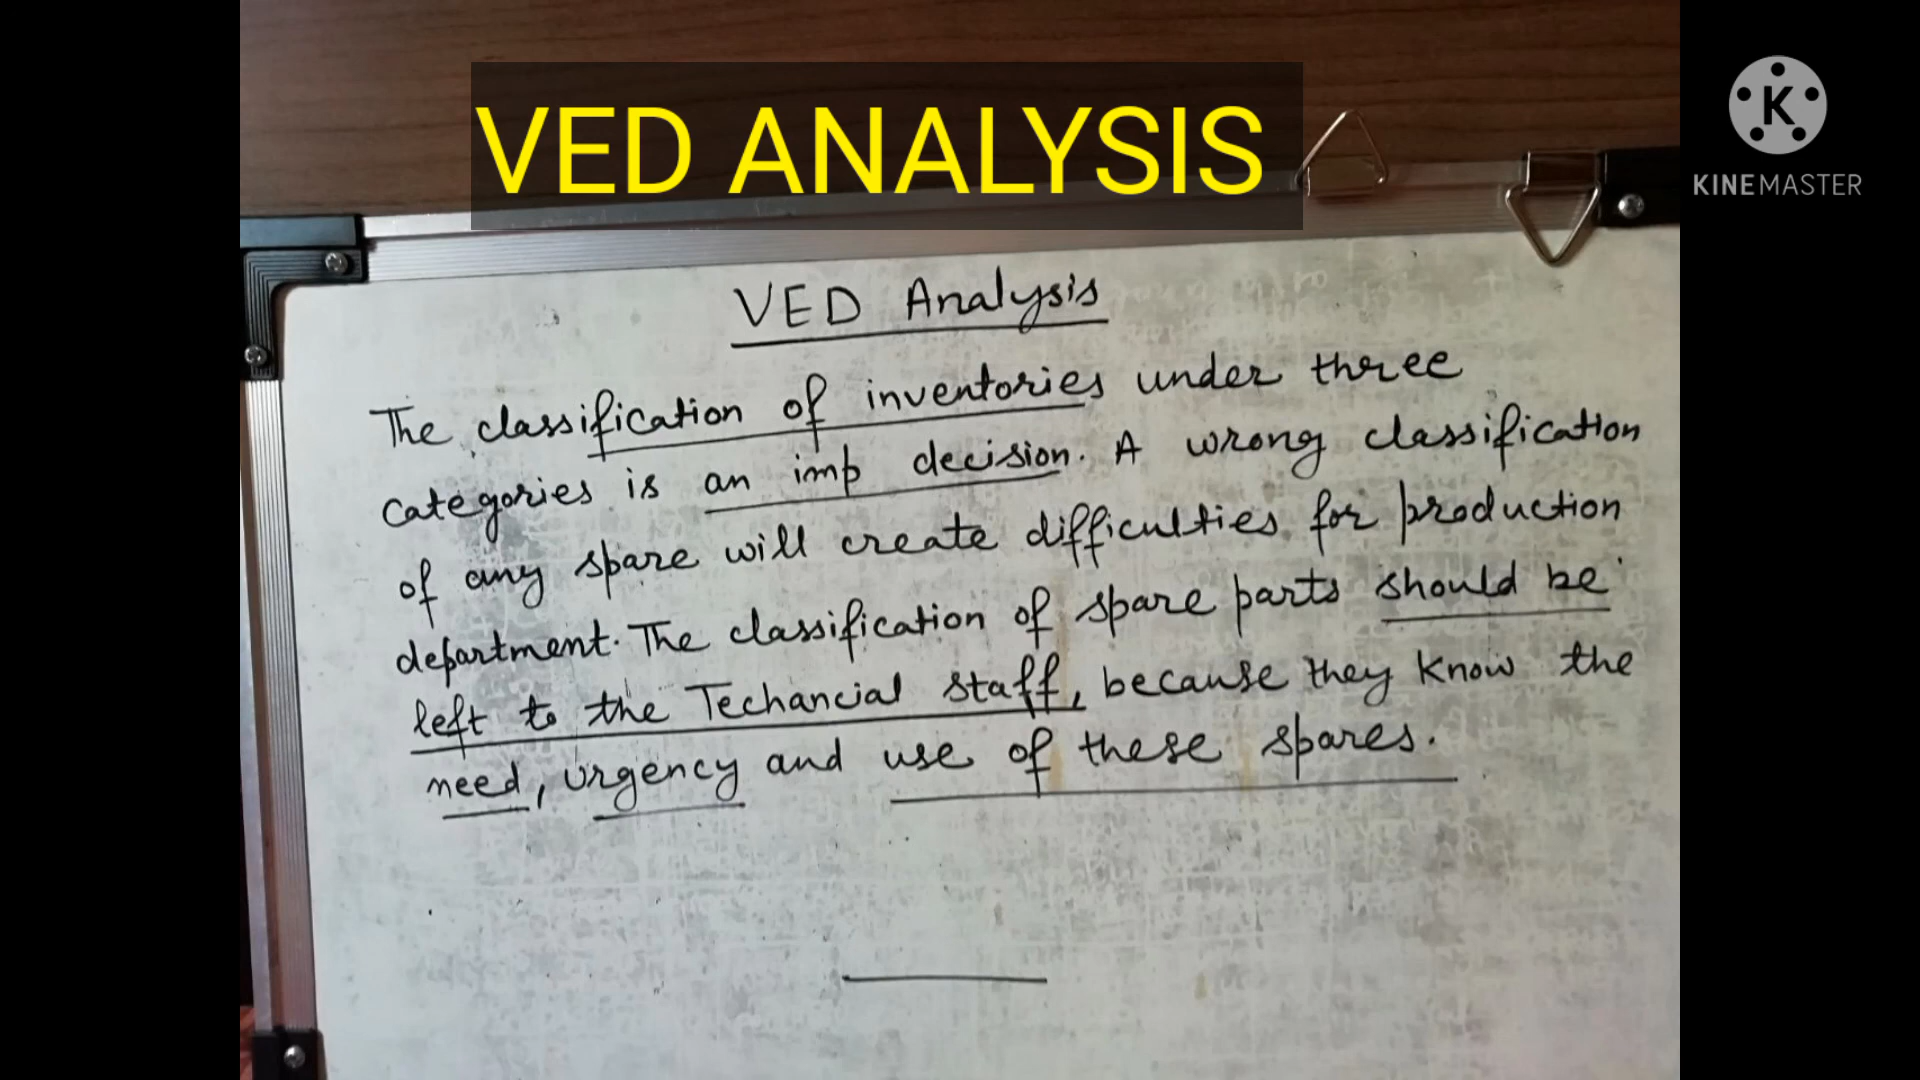 VED ANALYSIS
KINEMASTER
VED Analysis
The classification of inventories under three
categories is an imp decision. A wrong classification
of any spare will create difficulties for production
department. The classification of spare parts should be
left to the Techancial staff, because they know the
need, urgency and use of these spares.